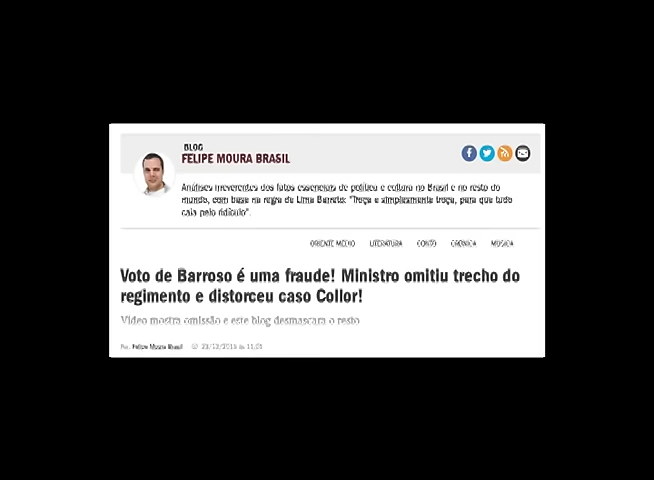 BLOG
FELIPE MOURA BRASIL
Análises irreverentes dos fatos essenciais de política e cultura no Brasil e no resto do
mundo, com base na regra de Lima Barreto: "Troça e simplesmente troça, para que tudo
caia pelo ridículo".
ORIENTE MÉDIO LITERATURA CONTO CRÔNICA MÚSICA
Voto de Barroso é uma fraude! Ministro omitiu trecho do
regimento e distorceu caso Collor!
Vídeo mostra omissão e este blog desmascara o resto
Por: Felipe Moura Brasil